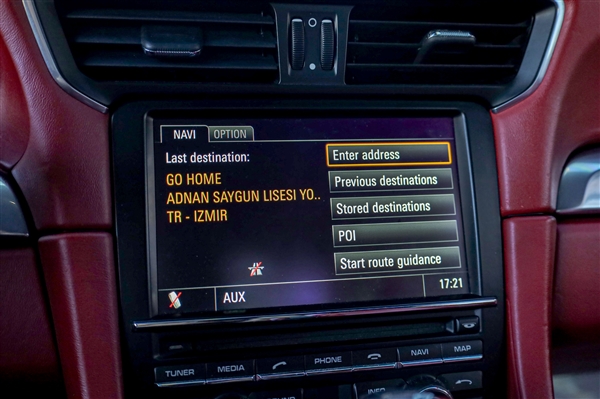 NAVI OPTION
Last destination:
GO HOME
ADNAN SAYGUN LISESI YO..
TR - IZMIR
Enter address
Previous destinations
Stored destinations
POI
Start route guidance
AUX
17:21
TUNER MEDIA PHONE NAVI MAP
INFO